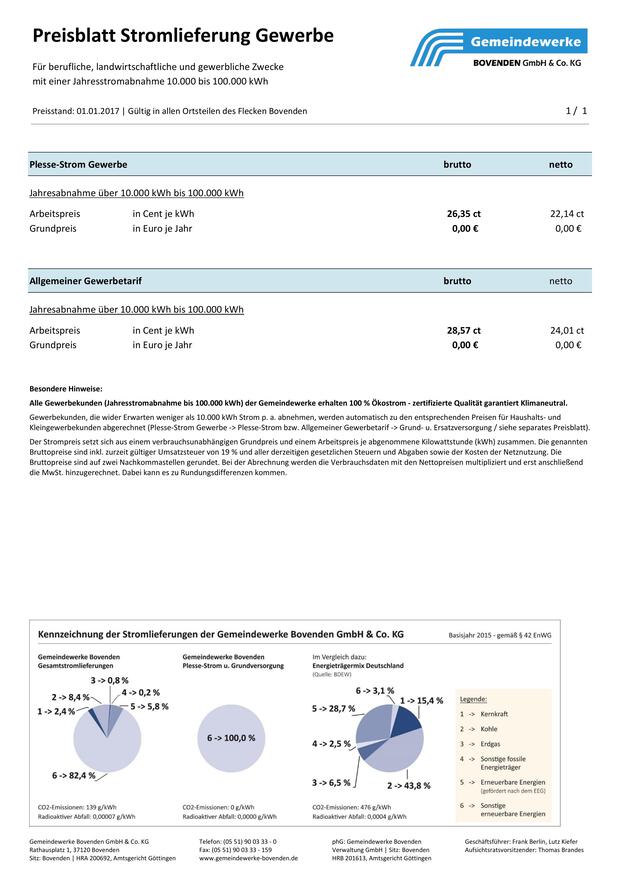 Preisblatt Stromlieferung Gewerbe
Gemeindewerke
BOVENDEN GmbH & Co. KG
Für berufliche, landwirtschaftliche und gewerbliche Zwecke
mit einer Jahresstromabnahme 10.000 bis 100.000 kWh
Preisstand: 01.01.2017 | Gültig in allen Ortsteilen des Flecken Bovenden 1 / 1
Plesse-Strom Gewerbe brutto netto
Jahresabnahme über 10.000 kWh bis 100.000 kWh
Arbeitspreis in Cent je kWh 26,35 ct 22,14 ct
Grundpreis in Euro je Jahr 0,00 € 0,00 €
Allgemeiner Gewerbetarif brutto netto
Jahresabnahme über 10.000 kWh bis 100.000 kWh
Arbeitspreis in Cent je kWh 28,57 ct 24,01 ct
Grundpreis in Euro je Jahr 0,00 € 0,00 €
Besondere Hinweise:
Alle Gewerbekunden (Jahresstromabnahme bis 100.000 kWh) der Gemeindewerke erhalten 100 % Ökostrom - zertifizierte Qualität garantiert Klimaneutral.
Gewerbekunden, die wider Erwarten weniger als 10.000 kWh Strom p. a. abnehmen, werden automatisch zu den entsprechenden Preisen für Haushalts- und
Kleingewerbekunden abgerechnet (Plesse-Strom Gewerbe -> Plesse-Strom bzw. Allgemeiner Gewerbetarif -> Grund- u. Ersatzversorgung / siehe separates Preisblatt).
Der Strompreis setzt sich aus einem verbrauchsunabhängigen Grundpreis und einem Arbeitspreis je abgenommene Kilowattstunde (kWh) zusammen. Die genannten
Bruttopreise sind inkl. zurzeit gültiger Umsatzsteuer von 19 % und aller derzeitigen gesetzlichen Steuern und Abgaben sowie der Kosten der Netznutzung. Die
Bruttopreise sind auf zwei Nachkommastellen gerundet. Bei der Abrechnung werden die Verbrauchsdaten mit den Nettopreisen multipliziert und erst anschließend
die MwSt. hinzugerechnet. Dabei kann es zu Rundungsdifferenzen kommen.
Kennzeichnung der Stromlieferungen der Gemeindewerke Bovenden GmbH & Co. KG Basisjahr 2015 - gemäß § 42 EnWG
Gemeindewerke Bovenden
Gesamtstromlieferungen
3 -> 0,8 %
2 -> 8,4 %
4 -> 0,2 %
1 -> 2,4 %
5 -> 5,8 %
6 -> 82,4 %
CO2-Emissionen: 139 g/kWh
Radioaktiver Abfall: 0,00007 g/kWh
Gemeindewerke Bovenden
Plesse-Strom u. Grundversorgung
6 -> 100,0 %
CO2-Emissionen: 0 g/kWh
Radioaktiver Abfall: 0,0000 g/kWh
Im Vergleich dazu:
Energieträgermix Deutschland
(Quelle: BDEW)
6 -> 3,1 %
1 -> 15,4 %
5 -> 28,7 %
4 -> 2,5 %
3 -> 6,5 %
2 -> 43,8 %
CO2-Emissionen: 476 g/kWh
Radioaktiver Abfall: 0,0004 g/kWh
Legende:
1 -> Kernkraft
2 -> Kohle
3 -> Erdgas
4 -> Sonstige fossile
Energieträger
5 -> Erneuerbare Energien
(gefördert nach dem EEG)
6 -> Sonstige
erneuerbare Energien
Gemeindewerke Bovenden GmbH & Co. KG
Rathausplatz 1, 37120 Bovenden
Sitz: Bovenden | HRA 200692, Amtsgericht Göttingen
Telefon: (05 51) 90 03 33 - 0
Fax: (05 51) 90 03 33 - 159
www.gemeindewerke-bovenden.de
phG: Gemeindewerke Bovenden
Verwaltung GmbH | Sitz: Bovenden
HRB 201613, Amtsgericht Göttingen
Geschäftsführer: Frank Berlin, Lutz Kiefer
Aufsichtsratsvorsitzender: Thomas Brandes